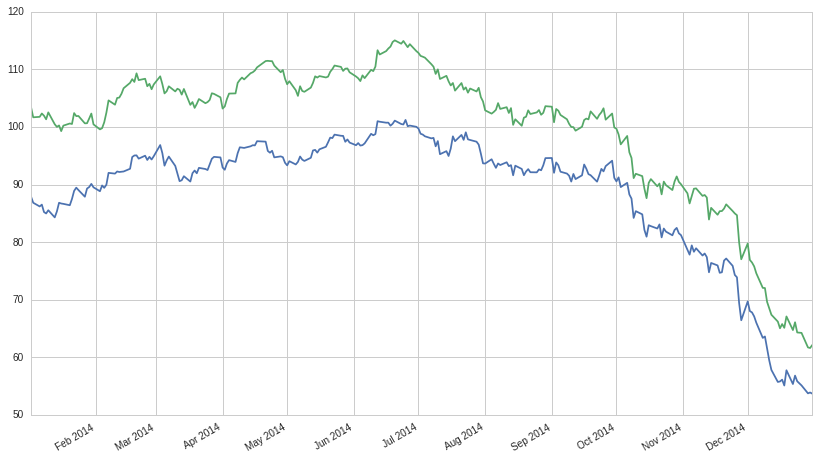 120
110
100
90
80
70
60
50
Feb 2014
Mar 2014
Apr 2014
May 2014
Jun 2014
Jul 2014
Aug 2014
Sep 2014
Oct 2014
Nov 2014
Dec 2014